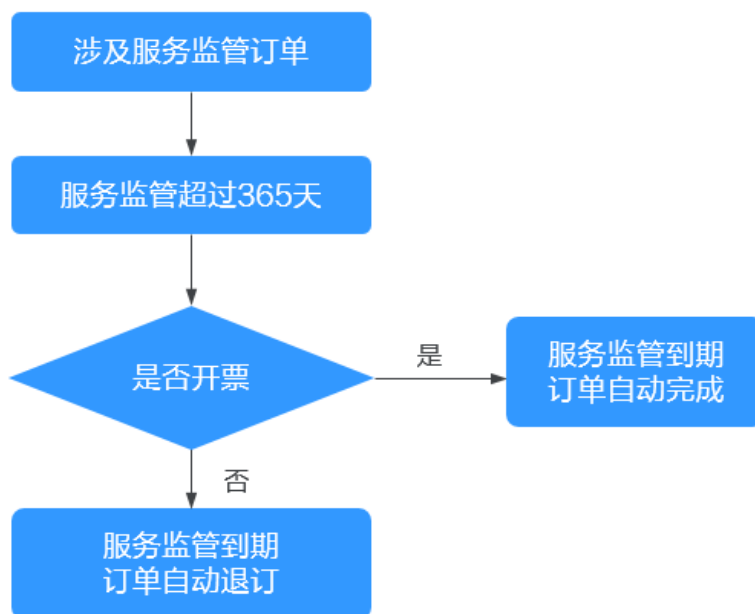 涉及服务监管订单
服务监管超过365天
是否开票
是
服务监管到期
订单自动完成
否
服务监管到期
订单自动退订